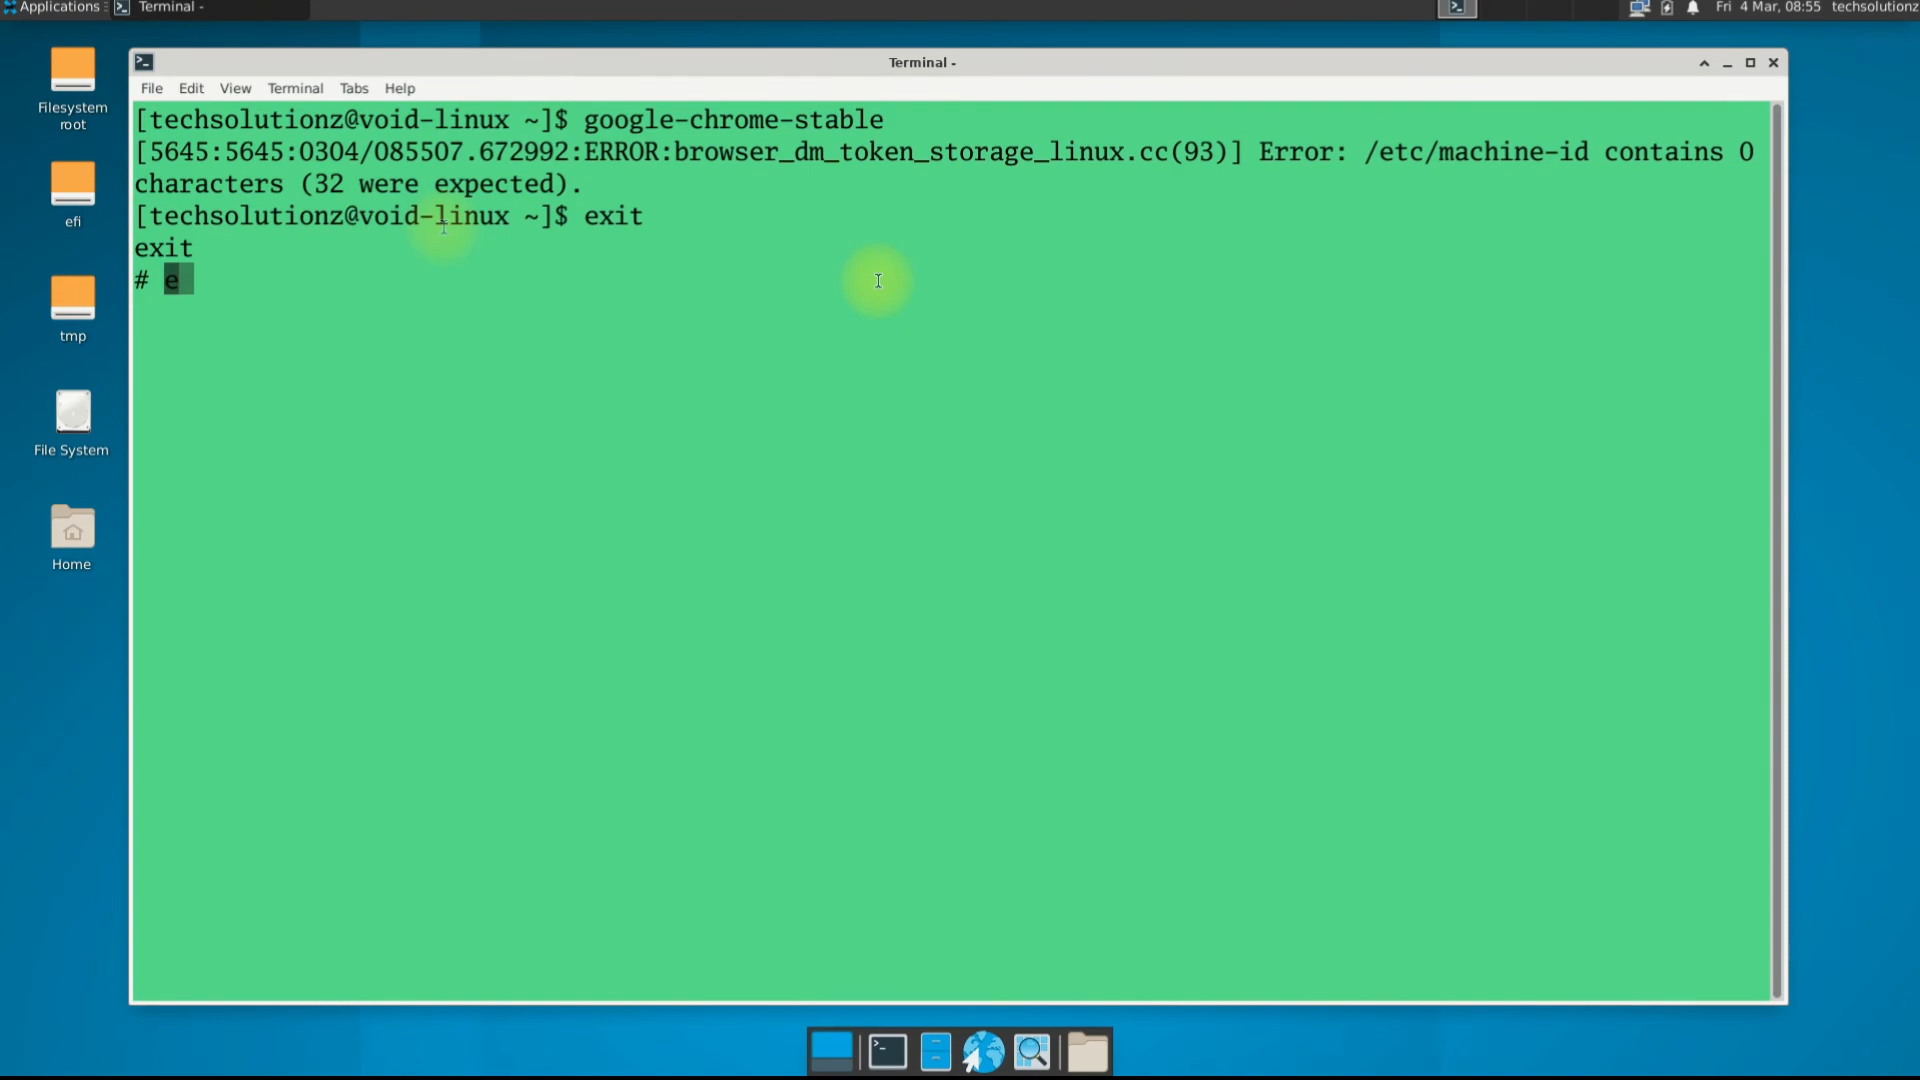 Applications
Terminal -
Fri 4 Mar, 08:55 techsolutionz
Terminal -
File Edit View Terminal Tabs Help
[techsolutionz@void-linux ~]$ google-chrome-stable
[5645:5645:0304/085507.672992:ERROR:browser_dm_token_storage_linux.cc(93)] Error: /etc/machine-id contains 0
characters (32 were expected).
[techsolutionz@void-linux ~]$ exit
exit
# e
Filesystem
root
efi
tmp
File System
Home